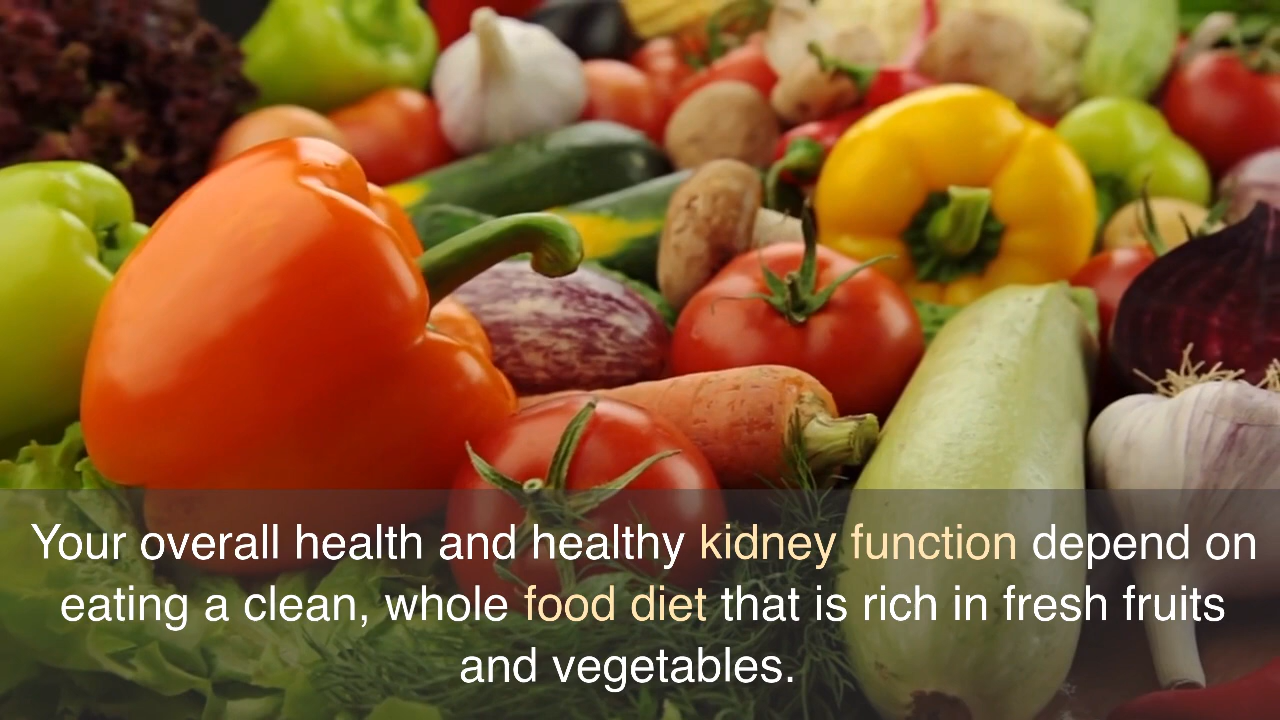 Your overall health and healthy kidney function depend on
eating a clean, whole food diet that is rich in fresh fruits
and vegetables.